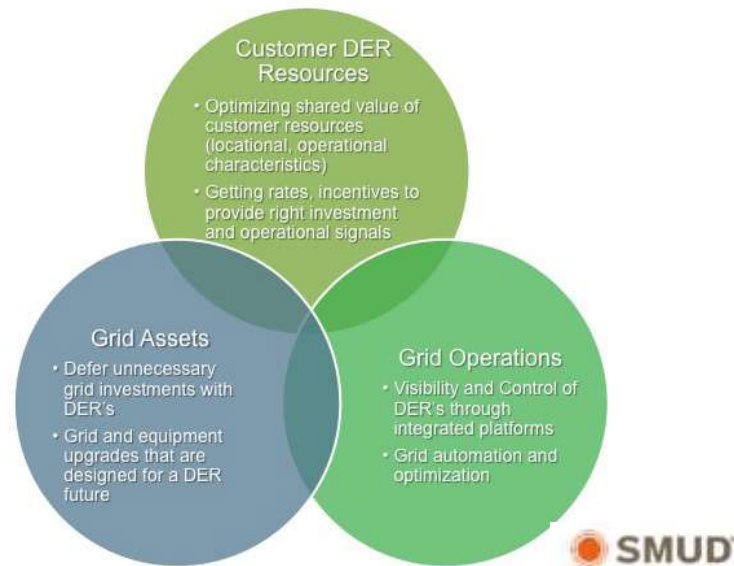 Customer DER
Resources
• Optimizing shared value of
customer resources
(locational, operational
characteristics)
• Getting rates, incentives to
provide right investment
and operational signals
Grid Assets
• Defer unnecessary
grid investments with
DER's
• Grid and equipment
upgrades that are
designed for a DER
future
Grid Operations
• Visibility and Control of
DER's through
integrated platforms
• Grid automation and
optimization
SMUD